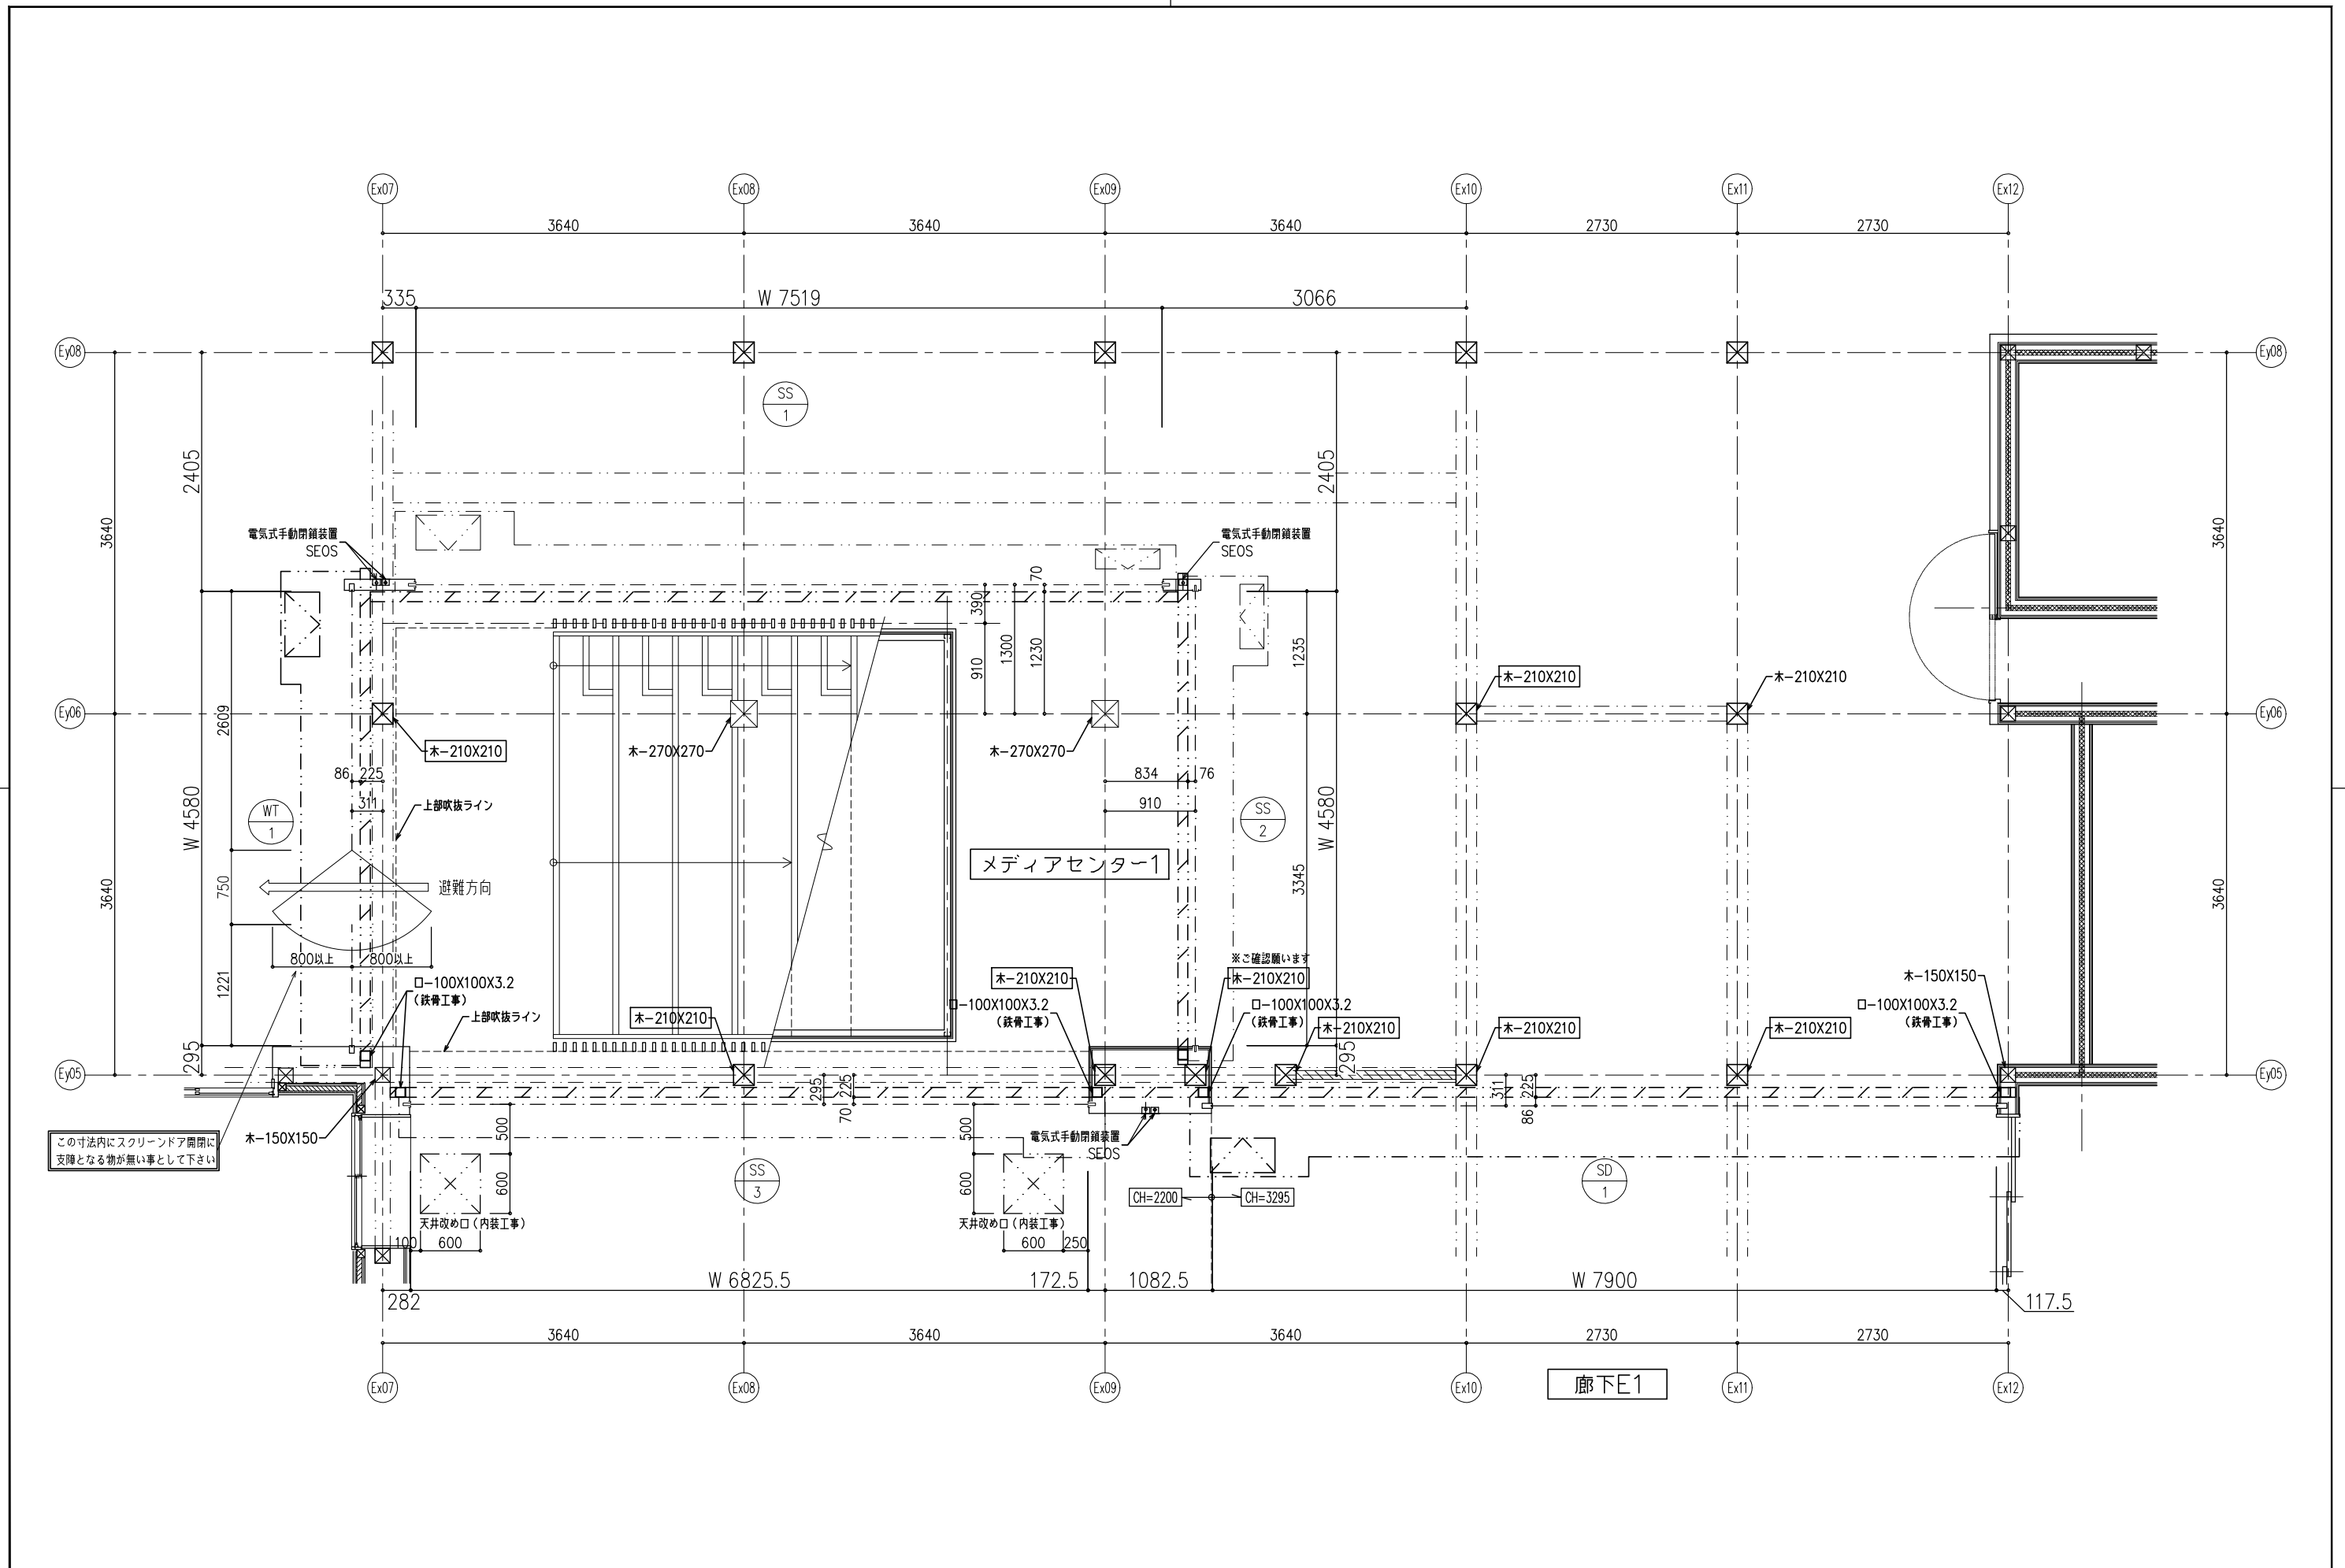 Ex07 Ex08 Ex09 Ex10 Ex11 Ex12
3640 3640 3640 2730 2730
335 W 7519 3066
Ey08 Ey08
SS
1
2405 2405
3640 3640
電気式手動閉鎖装置
SEOS
電気式手動閉鎖装置
SEOS
70
390
1300
1230
910
1235
2609
木-210X210
木-210X210
Ey06 Ey06
木-210X210
木-270X270
木-270X270
86 225
311
834 76
910
上部吹抜ライン
WT
1
SS
2
W 4580
W 4580
メディアセンター1
750
避難方向
3640
3345
3640
800以上 800以上
1221
※ご確認願います
木-210X210
木-210X210
木-150X150
ロ-100X100X3.2
(鉄骨工事)
ロ-100X100X3.2
(鉄骨工事)
ロ-100X100X3.2
(鉄骨工事)
ロ-100X100X3.2
(鉄骨工事)
上部吹抜ライン
木-210X210
木-210X210
木-210X210
木-210X210
295
295
Ey05 Ey05
295
225
70
311
225
86
500
500
電気式手動閉鎖装置
SEOS
この寸法内にスクリーンドア開閉に
支障となる物が無い事として下さい
木-150X150
SS
3
SD
1
600
600
CH=2200 CH=3295
天井改め口(内装工事)
天井改め口(内装工事)
100 600
600 250
W 6825.5 172.5 1082.5 W 7900
282
117.5
3640 3640 3640 2730 2730
Ex07 Ex08 Ex09 Ex10 Ex11 Ex12
廊下E1